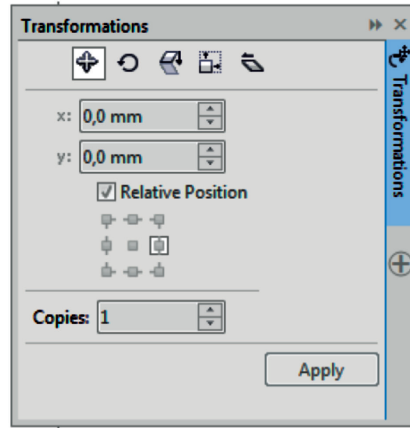 Transformations
x: 0,0 mm
y: 0,0 mm
Relative Position
Copies: 1
Apply
Transformations